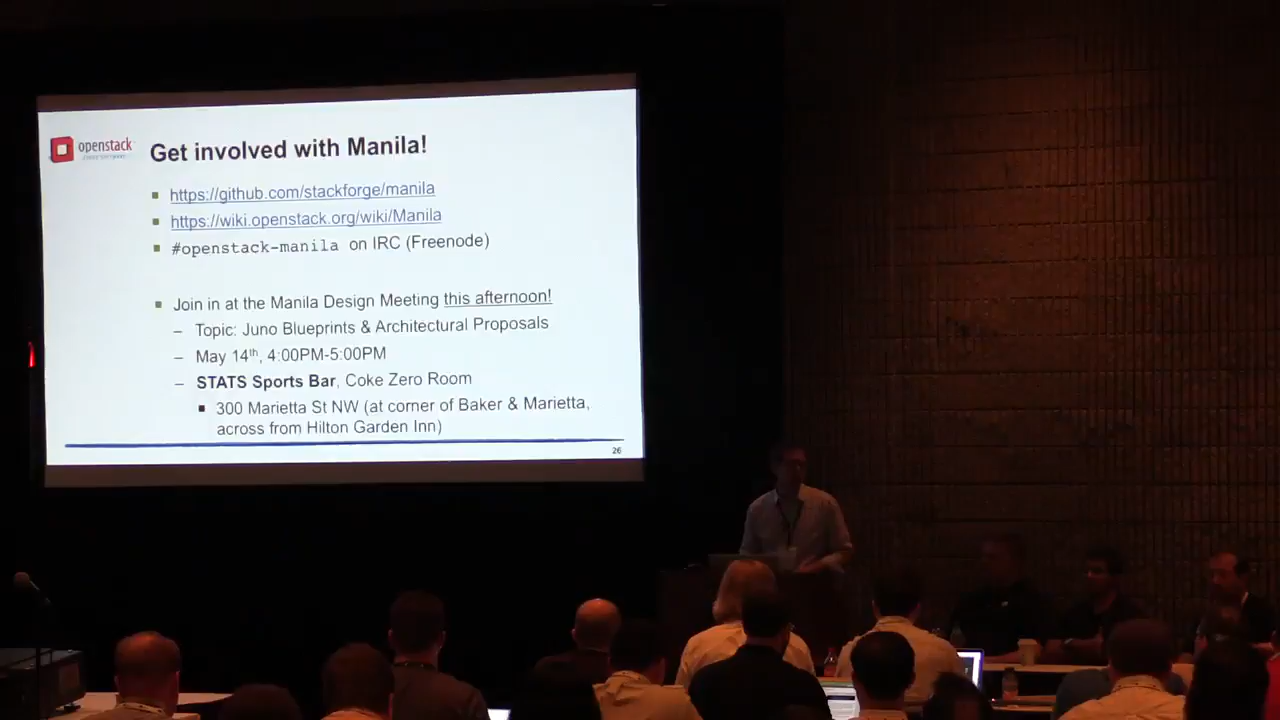 openstack
Get involved with Manila!
https://github.com/stackforge/manila
https://wiki.openstack.org/wiki/Manila
#openstack-manila on IRC (Freenode)
Join in at the Manila Design Meeting this afternoon!
– Topic: Juno Blueprints & Architectural Proposals
– May 14th, 4:00PM-5:00PM
– STATS Sports Bar, Coke Zero Room
300 Marietta St NW (at corner of Baker & Marietta,
across from Hilton Garden Inn)
26